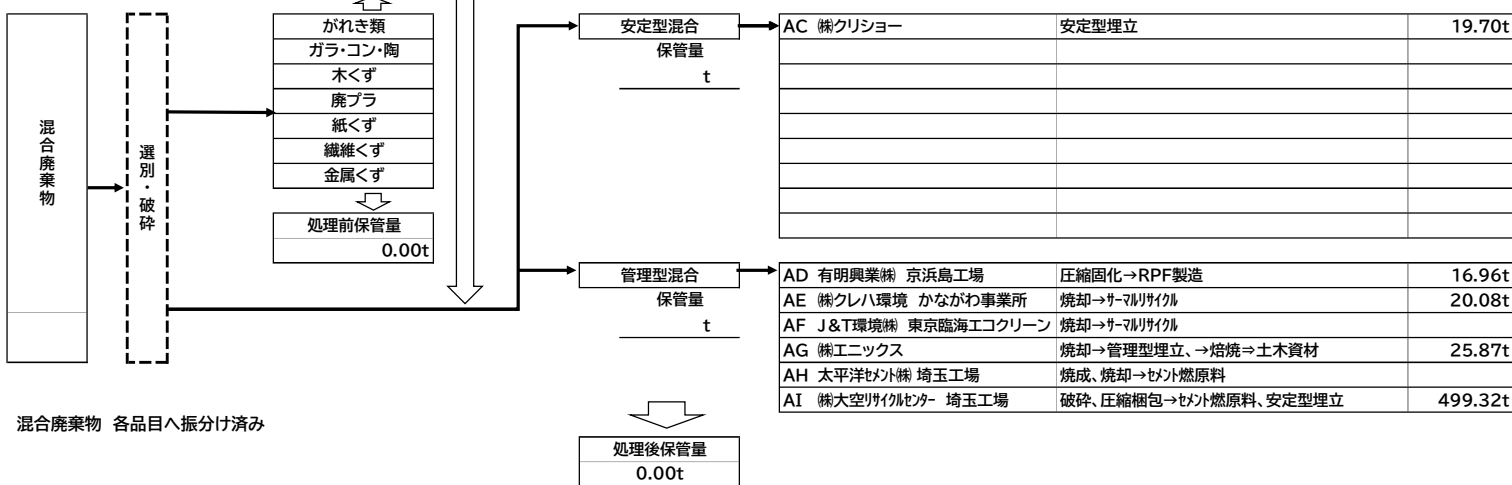 混合廃棄物
選別・破砕
がれき類
ガラ・コン・陶
木くず
廃プラ
紙くず
繊維くず
金属くず
処理前保管量
0.00t
安定型混合
保管量
t
AC ㈱クリショー 安定型埋立 19.70t
管理型混合
保管量
t
AD 有明興業㈱ 京浜島工場 圧縮固化→RPF製造 16.96t
AE ㈱クレハ環境 かながわ事業所 焼却→ｻｰﾏﾙﾘｻｲｸﾙ 20.08t
AF J&T環境㈱ 東京臨海エコクリーン 焼却→ｻｰﾏﾙﾘｻｲｸﾙ
AG ㈱エニックス 焼却→管理型埋立、→焙焼⇒土木資材 25.87t
AH 太平洋ｾﾒﾝﾄ㈱ 埼玉工場 焼成、焼却→ｾﾒﾝﾄ燃原料
AI ㈱大空ﾘｻｲｸﾙｾﾝﾀｰ 埼玉工場 破砕、圧縮梱包→ｾﾒﾝﾄ燃原料、安定型埋立 499.32t
混合廃棄物 各品目へ振分け済み
処理後保管量
0.00t